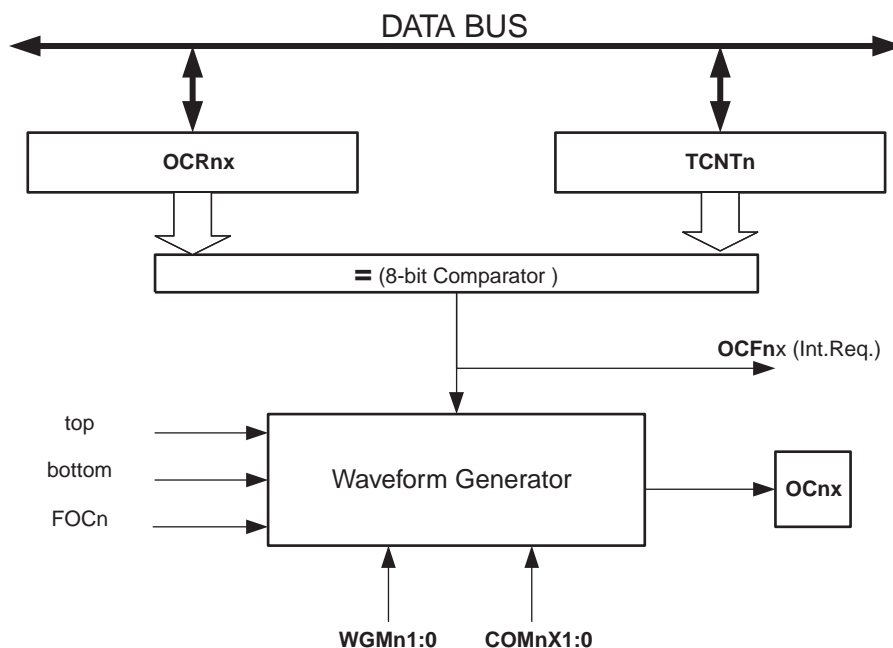 DATA BUS
OCRnx
TCNTn
= (8-bit Comparator )
OCFnx (Int.Req.)
top
bottom
FOCn
Waveform Generator
OCnx
WGMn1:0
COMnX1:0